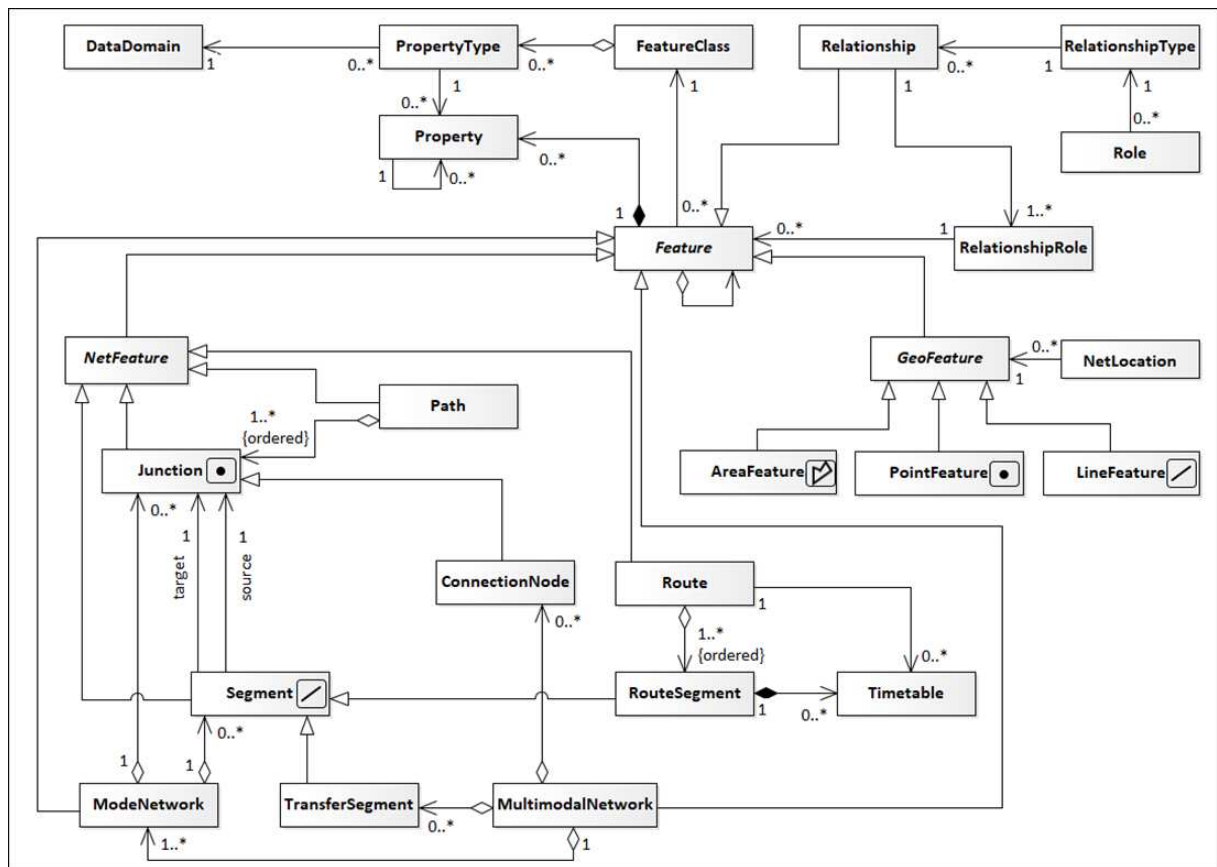 DataDomain
PropertyType
FeatureClass
Relationship
RelationshipType
1
0..*
0..*
1
0..*
1
1
0..*
1
1
0..*
Property
0..*
0..*
Role
1
0..*
1
0..*
1..*
0..*
1
Feature
RelationshipRole
NetFeature
GeoFeature
0..*
1
NetLocation
Path
1..*
{ordered}
Junction
AreaFeature
PointFeature
LineFeature
0..*
1
1
target
source
ConnectionNode
0..*
Route
1
1..*
{ordered}
0..*
Segment
RouteSegment
1
0..*
Timetable
0..*
1
1
ModeNetwork
TransferSegment
MultimodalNetwork
0..*
1..*
1